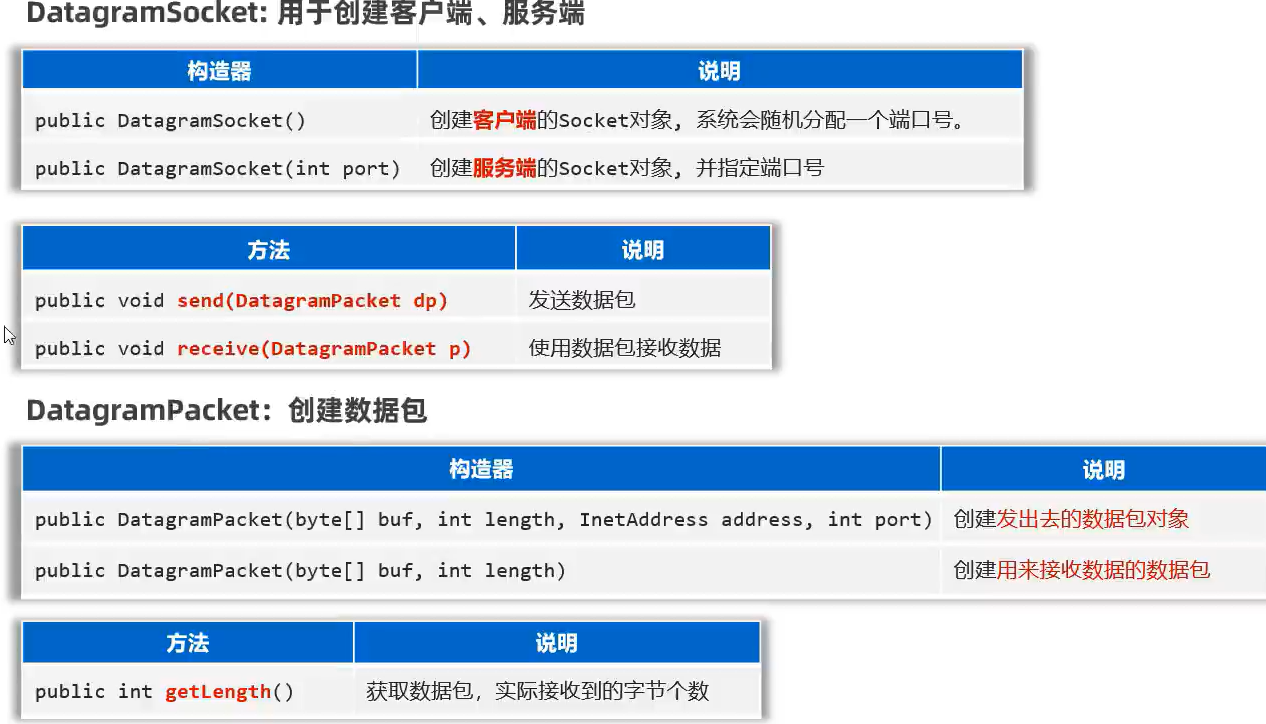 DatagramSocket: 用于创建客户端、服务端
构造器 说明
public DatagramSocket() 创建客户端的Socket对象, 系统会随机分配一个端口号。
public DatagramSocket(int port) 创建服务端的Socket对象, 并指定端口号
方法 说明
public void send(DatagramPacket dp) 发送数据包
public void receive(DatagramPacket p) 使用数据包接收数据
DatagramPacket: 创建数据包
构造器 说明
public DatagramPacket(byte[] buf, int length, InetAddress address, int port) 创建发出去的数据包对象
public DatagramPacket(byte[] buf, int length) 创建用来接收数据的数据包
方法 说明
public int getLength() 获取数据包，实际接收到的字节个数